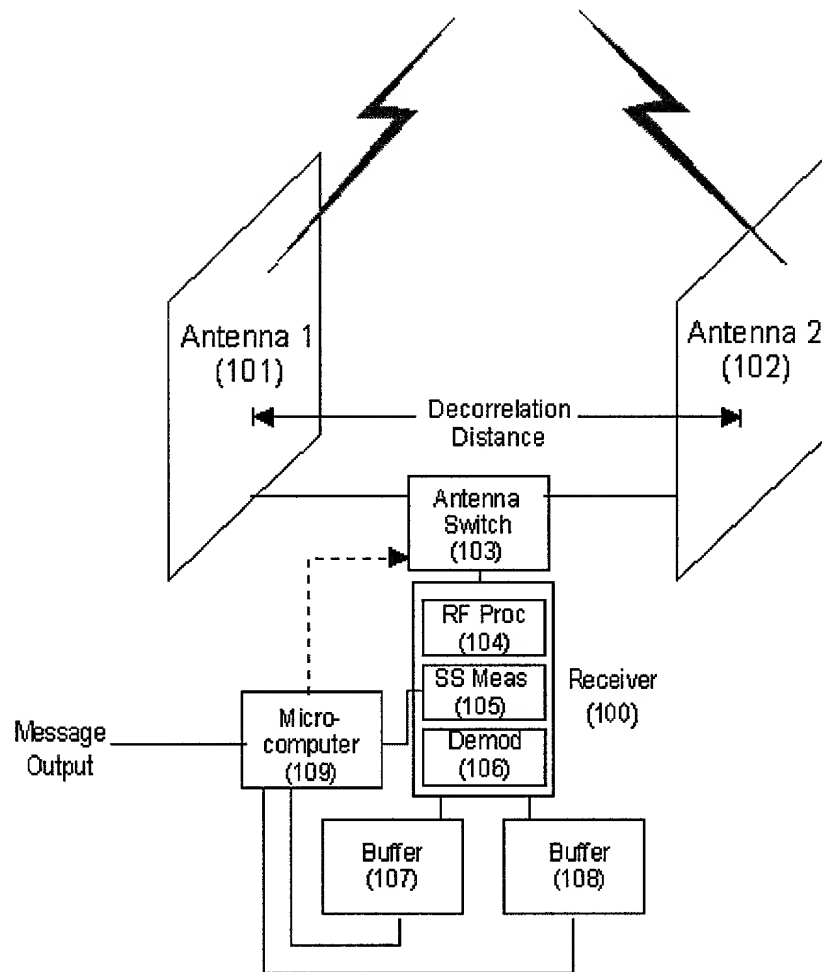 Antenna 1
(101)
Antenna 2
(102)
Decorrelation
Distance
Antenna
Switch
(103)
RF Proc
(104)
SS Meas
(105)
Demod
(106)
Receiver
(100)
Micro-
computer
(109)
Message
Output
Buffer
(107)
Buffer
(108)